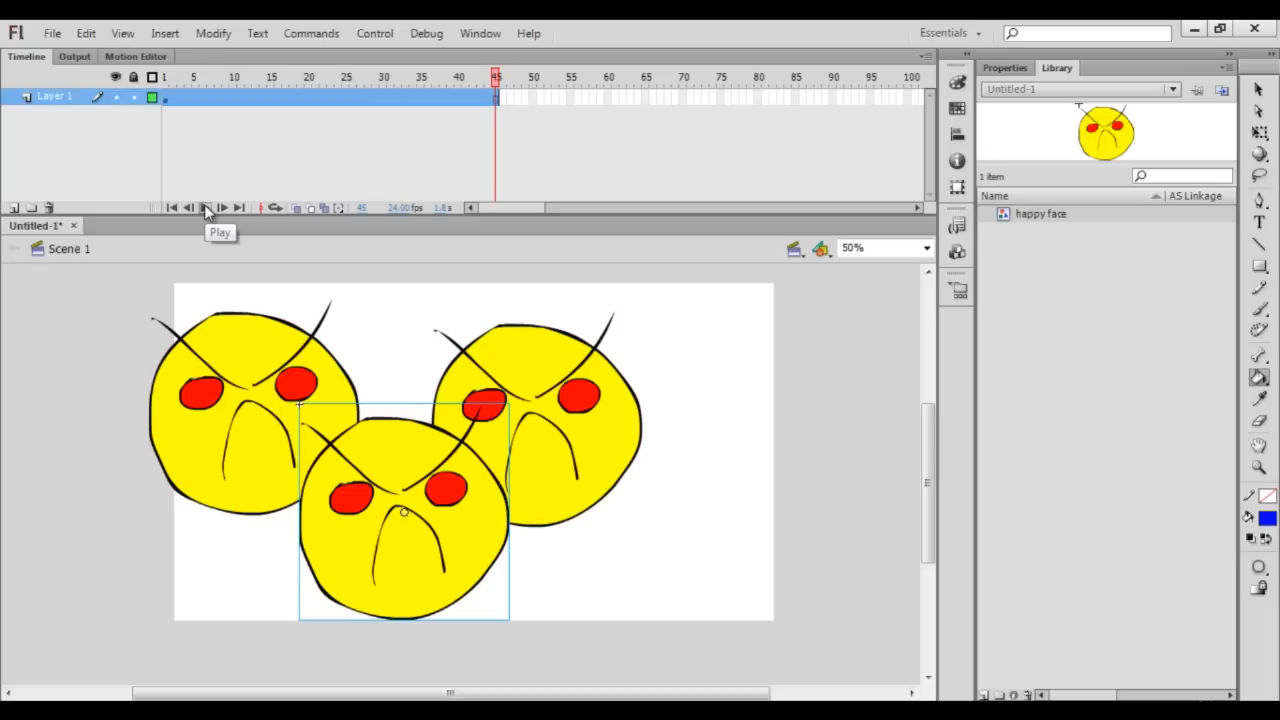 Fl File Edit View Insert Modify Text Commands Control Debug Window Help Essentials
Timeline Output Motion Editor
1 5 10 15 20 25 30 35 40 45 50 55 60 65 70 75 80 85 90 95 100
Layer 1
45 24.00 fps 1.8 s
Untitled-1*
Play
Scene 1
50%
Properties Library
Untitled-1
1 item
Name AS Linkage
happy face
T